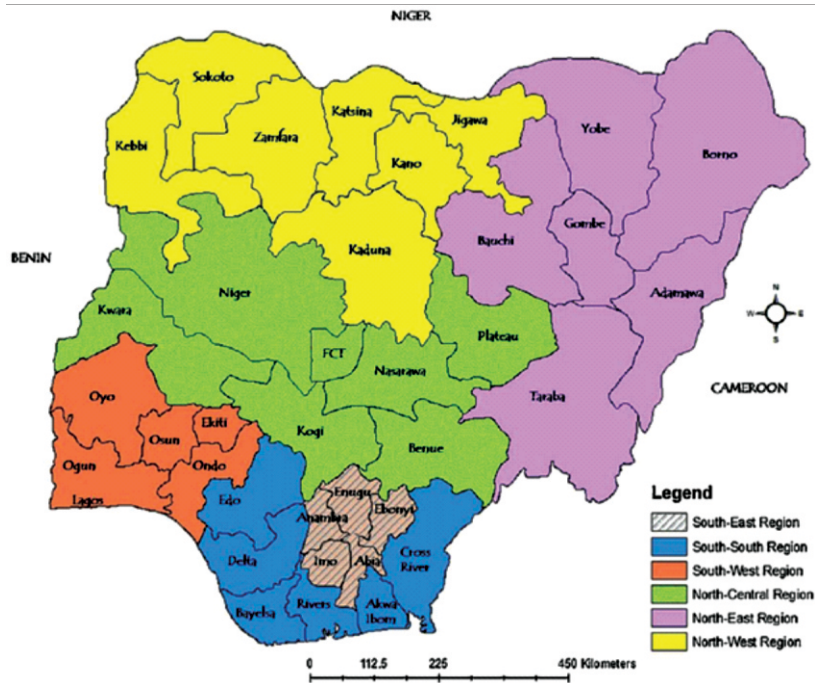 NIGER
Sokoto
Katsina
Jigawa
Yobe
Kebbi
Zamfara
Kano
Borno
Gombe
Bauchi
Kaduna
BENIN
Niger
Adamawa
N
W
E
S
Kwara
Plateau
FCT
Nasarawa
CAMEROON
Oyo
Taraba
Ekiti
Kogi
Osun
Benue
Ogun
Ondo
Lagos
Edo
Enugu
Ebonyi
Anambra
Cross
River
Delta
Imo
Abia
Bayelsa
Rivers
Akwa
Ibom
Legend
South-East Region
South-South Region
South-West Region
North-Central Region
North-East Region
North-West Region
0 112.5 225 450 Kilometers